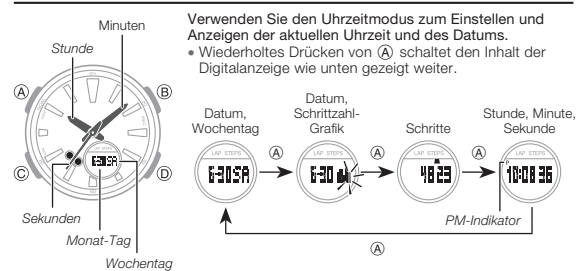 Verwenden Sie den Uhrzeitmodus zum Einstellen und
Anzeigen der aktuellen Uhrzeit und des Datums.
• Wiederholtes Drücken von Ⓐ schaltet den Inhalt der
Digitalanzeige wie unten gezeigt weiter.
Minuten
Stunde
Ⓐ
Ⓑ
Ⓒ
Ⓓ
LAP STEPS
6-30SA
Sekunden
Monat-Tag
Wochentag
Datum,
Wochentag
LAP STEPS
6-30SA
Ⓐ
Datum,
Schrittzahl-
Grafik
LAP STEPS
6-30
Ⓐ
Schritte
LAP STEPS
4823
Ⓐ
Stunde, Minute,
Sekunde
LAP STEPS
P
10:08 36
PM-Indikator
Ⓐ